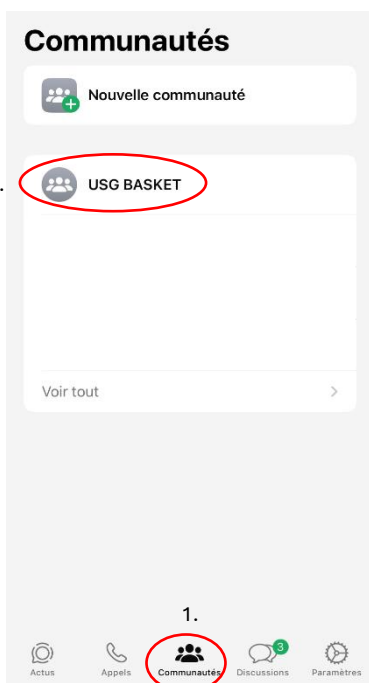 Communautés
Nouvelle communauté
USG BASKET
Voir tout
1.
3
Actus Appels Communautés Discussions Paramètres